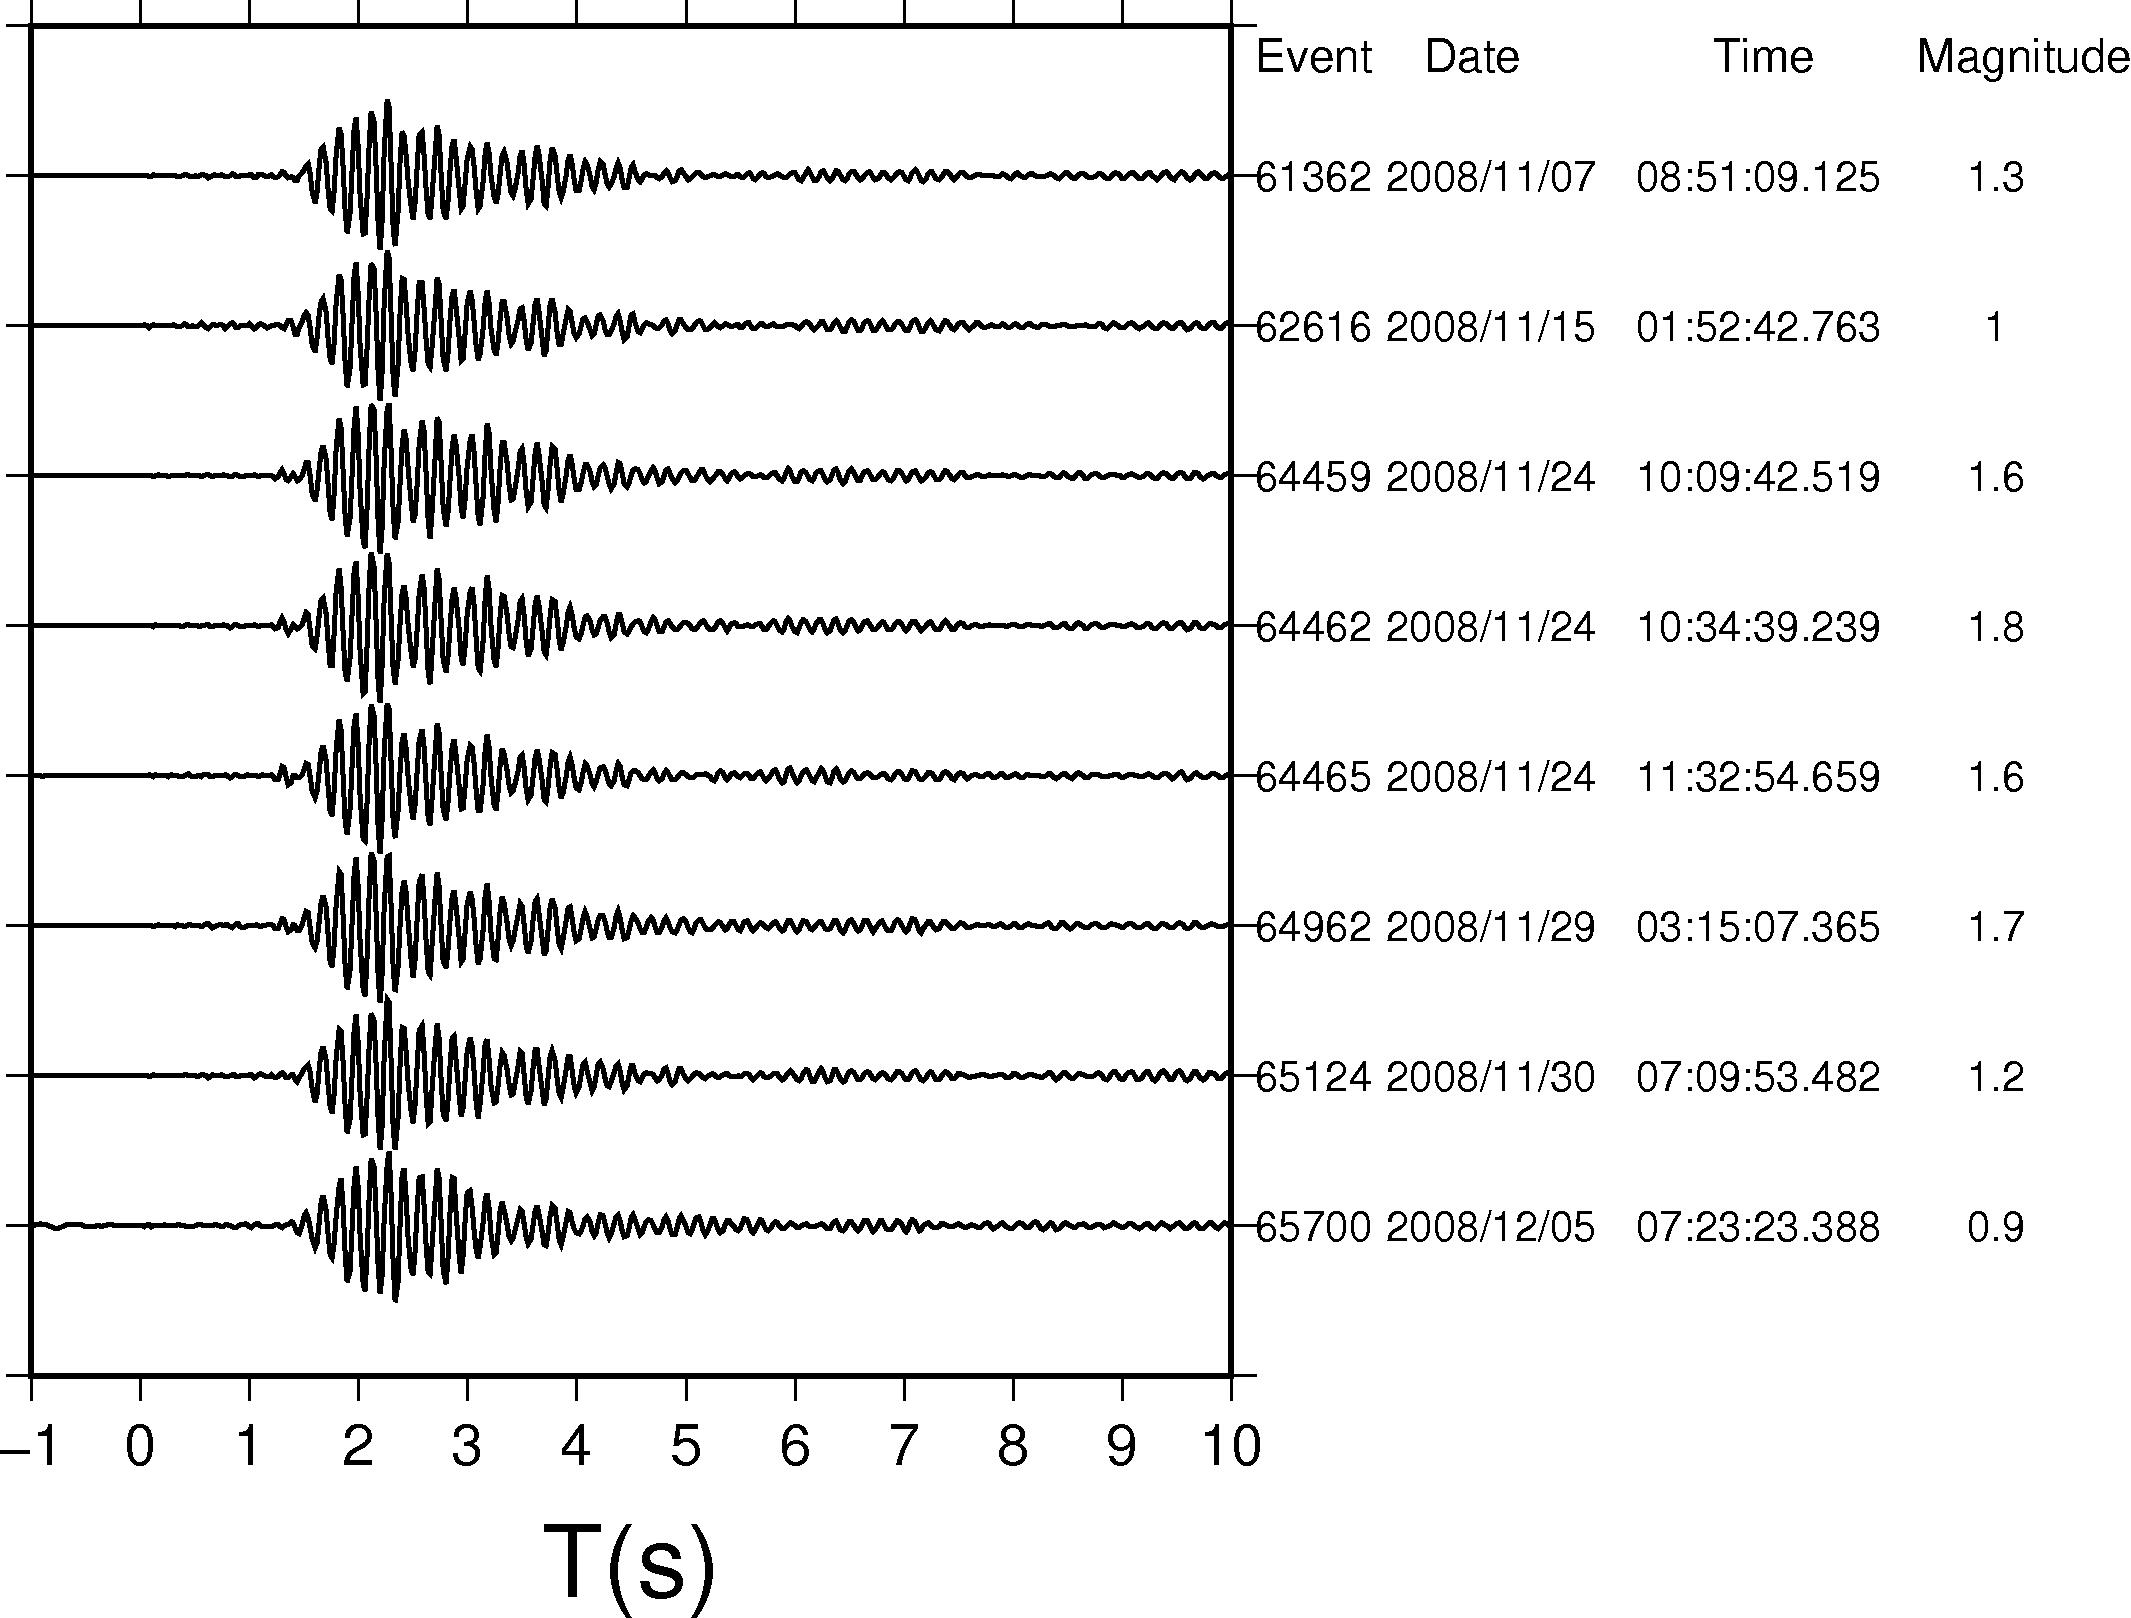 Event Date Time Magnitude
61362 2008/11/07 08:51:09.125 1.3
62616 2008/11/15 01:52:42.763 1
64459 2008/11/24 10:09:42.519 1.6
64462 2008/11/24 10:34:39.239 1.8
64465 2008/11/24 11:32:54.659 1.6
64962 2008/11/29 03:15:07.365 1.7
65124 2008/11/30 07:09:53.482 1.2
65700 2008/12/05 07:23:23.388 0.9
−1 0 1 2 3 4 5 6 7 8 9 10
T(s)